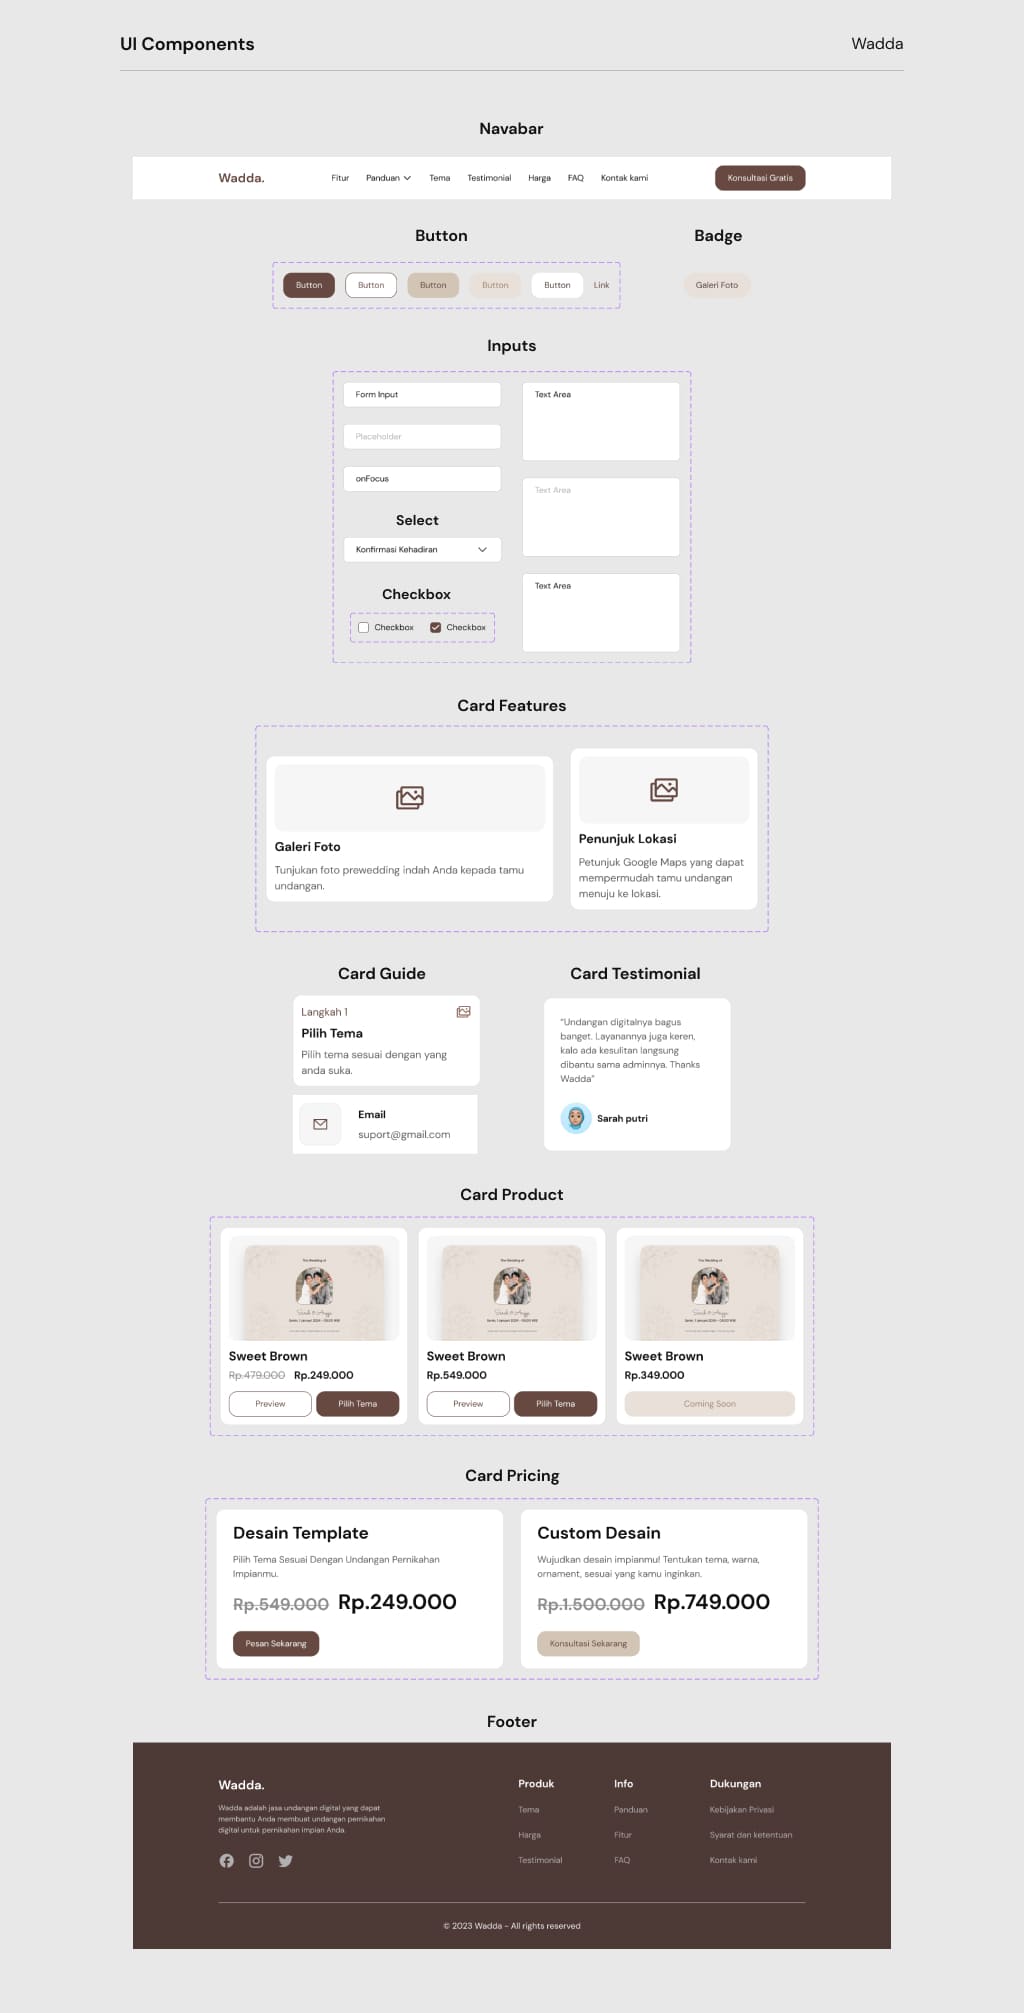 UI Components
Wadda
Navabar
Wadda.
Fitur
Panduan
Tema
Testimonial
Harga
FAQ
Kontak kami
Konsultasi Gratis
Button
Badge
Button
Button
Button
Button
Button
Link
Galeri Foto
Inputs
Form Input
Placeholder
onFocus
Select
Konfirmasi Kehadiran
Checkbox
Checkbox
Checkbox
Text Area
Text Area
Text Area
Card Features
Galeri Foto
Tunjukan foto prewedding indah Anda kepada tamu
undangan.
Penunjuk Lokasi
Petunjuk Google Maps yang dapat
mempermudah tamu undangan
menuju ke lokasi.
Card Guide
Langkah 1
Pilih Tema
Pilih tema sesuai dengan yang
anda suka.
Email
suport@gmail.com
Card Testimonial
"Undangan digitalnya bagus
banget. Layanannya juga keren,
kalo ada kesulitan langsung
dibantu sama adminnya. Thanks
Wadda"
Sarah putri
Card Product
The Wedding of
Sweet Brown
Rp.479.000 Rp.249.000
Preview
Pilih Tema
The Wedding of
Sweet Brown
Rp.549.000
Preview
Pilih Tema
The Wedding of
Sweet Brown
Rp.349.000
Coming Soon
Card Pricing
Desain Template
Pilih Tema Sesuai Dengan Undangan Pernikahan
Impianmu.
Rp.549.000 Rp.249.000
Pesan Sekarang
Custom Desain
Wujudkan desain impianmu! Tentukan tema, warna,
ornament, sesuai yang kamu inginkan.
Rp.1.500.000 Rp.749.000
Konsultasi Sekarang
Footer
Wadda.
Wadda adalah jasa undangan digital yang dapat
membantu Anda membuat undangan pernikahan
digital untuk pernikahan impian Anda.
Produk
Tema
Harga
Testimonial
Info
Panduan
Fitur
FAQ
Dukungan
Kebijakan Privasi
Syarat dan ketentuan
Kontak kami
© 2023 Wadda - All rights reserved